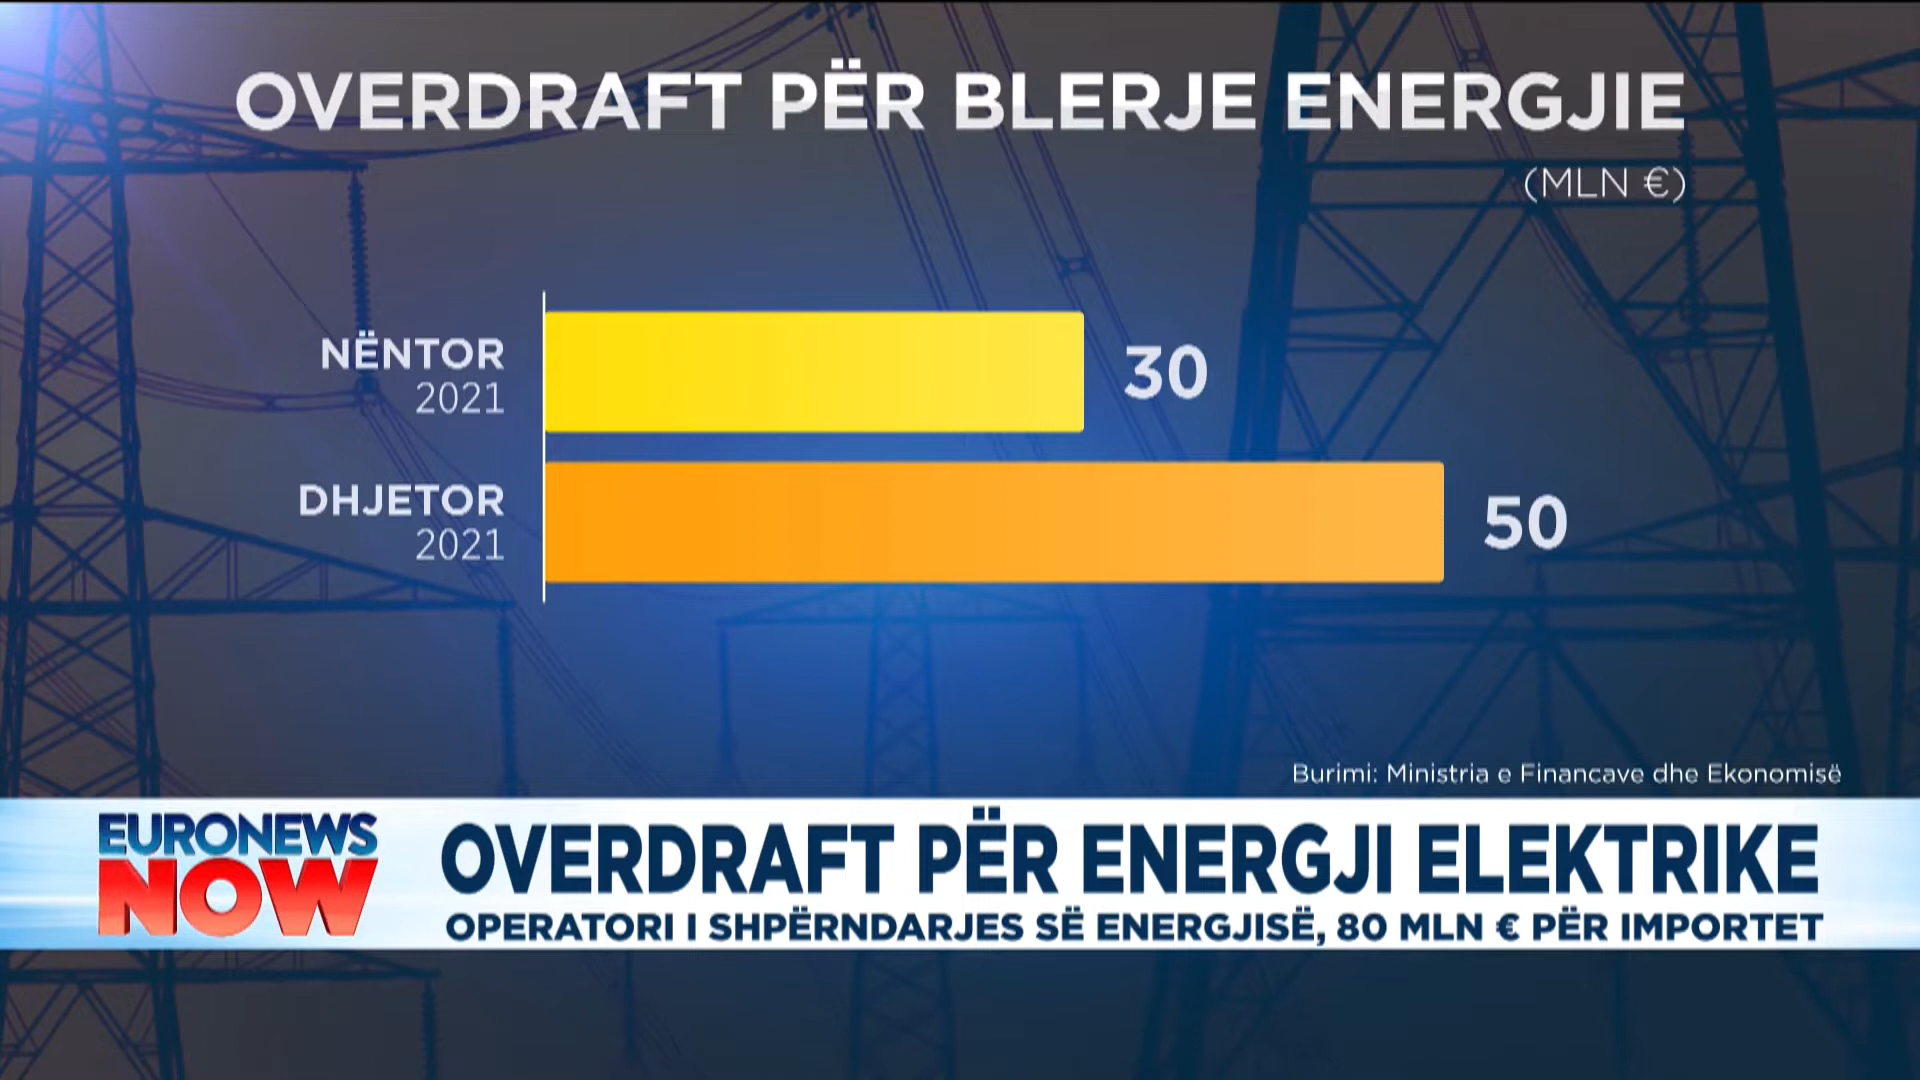 OVERDRAFT PËR BLERJE ENERGJIE
(MLN €)
NËNTOR
2021
30
DHJETOR
2021
50
Burimi: Ministria e Financave dhe Ekonomisë
EURONEWS
NOW
OVERDRAFT PËR ENERGJI ELEKTRIKE
OPERATORI I SHPËRNDARJES SË ENERGJISË, 80 MLN € PËR IMPORTET